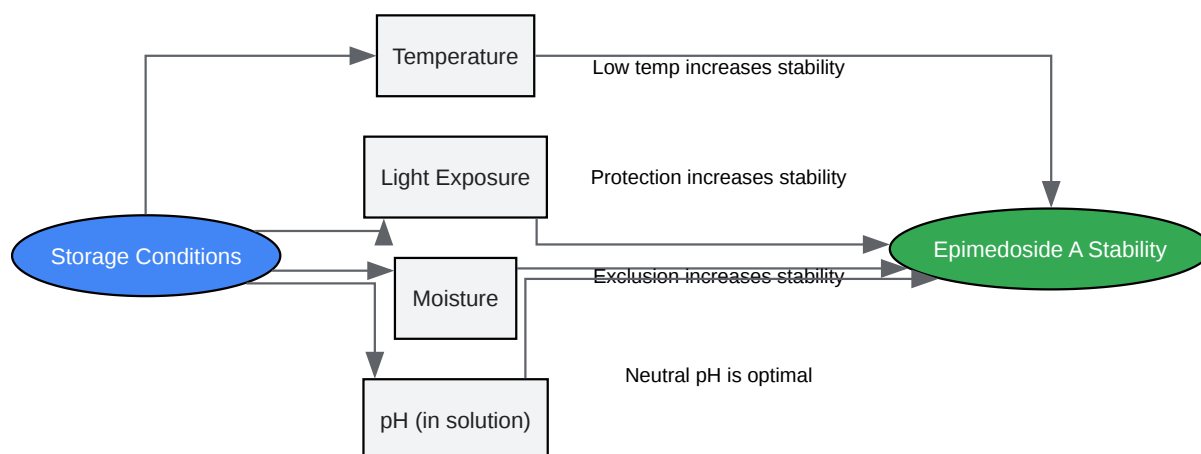 Temperature
Low temp increases stability
Light Exposure
Protection increases stability
Storage Conditions
Epimedoside A Stability
Moisture
Exclusion increases stability
Neutral pH is optimal
pH (in solution)